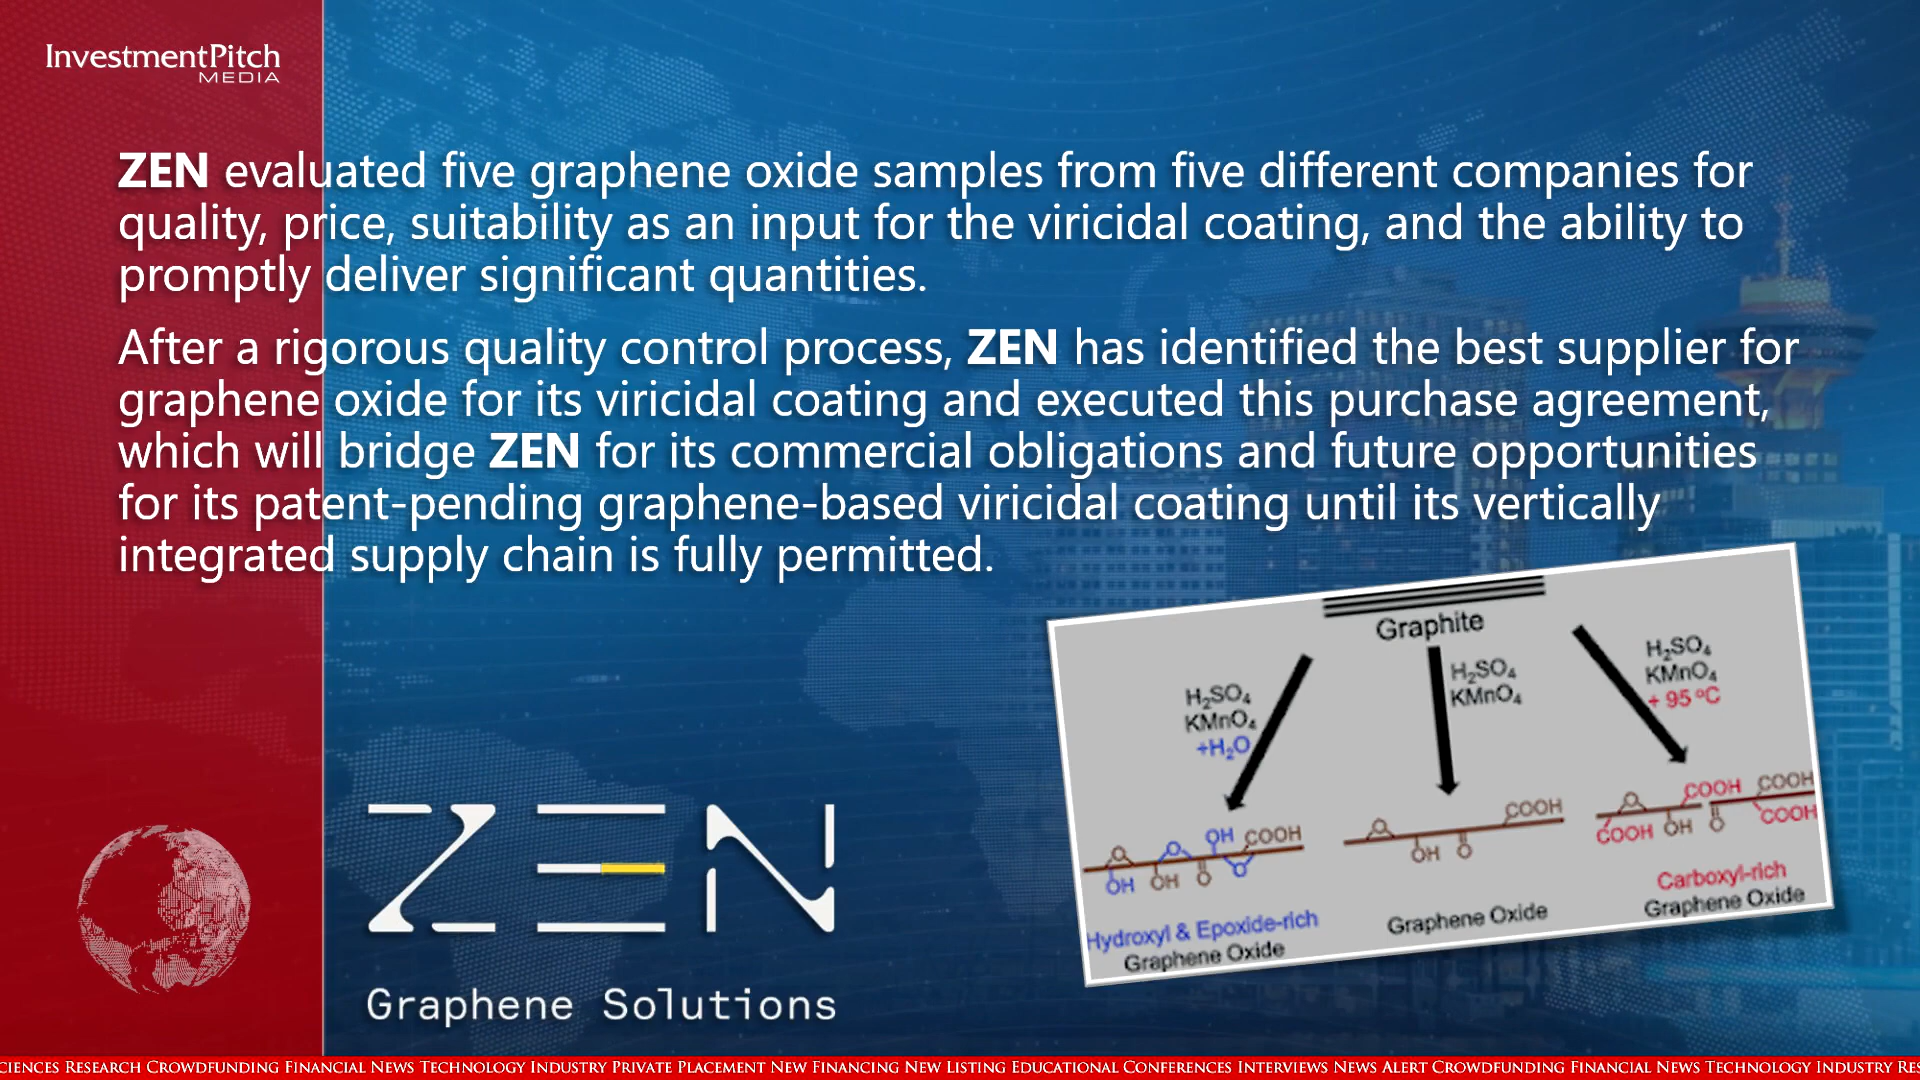 InvestmentPitch
MEDIA
ZEN evaluated five graphene oxide samples from five different companies for
quality, price, suitability as an input for the viricidal coating, and the ability to
promptly deliver significant quantities.
After a rigorous quality control process, ZEN has identified the best supplier for
graphene oxide for its viricidal coating and executed this purchase agreement,
which will bridge ZEN for its commercial obligations and future opportunities
for its patent-pending graphene-based viricidal coating until its vertically
integrated supply chain is fully permitted.
Graphite
H₂SO₄
KMnO₄
+H₂O
H₂SO₄
KMnO₄
H₂SO₄
KMnO₄
+ 95 ºC
O O OH COOH
OH OH O O
Hydroxyl & Epoxide-rich
Graphene Oxide
O COOH
OH O
Graphene Oxide
O COOH COOH
COOH OH O COOH
Carboxyl-rich
Graphene Oxide
ZEN
Graphene Solutions
CIENCES RESEARCH CROWDFUNDING FINANCIAL NEWS TECHNOLOGY INDUSTRY PRIVATE PLACEMENT NEW FINANCING NEW LISTING EDUCATIONAL CONFERENCES INTERVIEWS NEWS ALERT CROWDFUNDING FINANCIAL NEWS TECHNOLOGY INDUSTRY RES